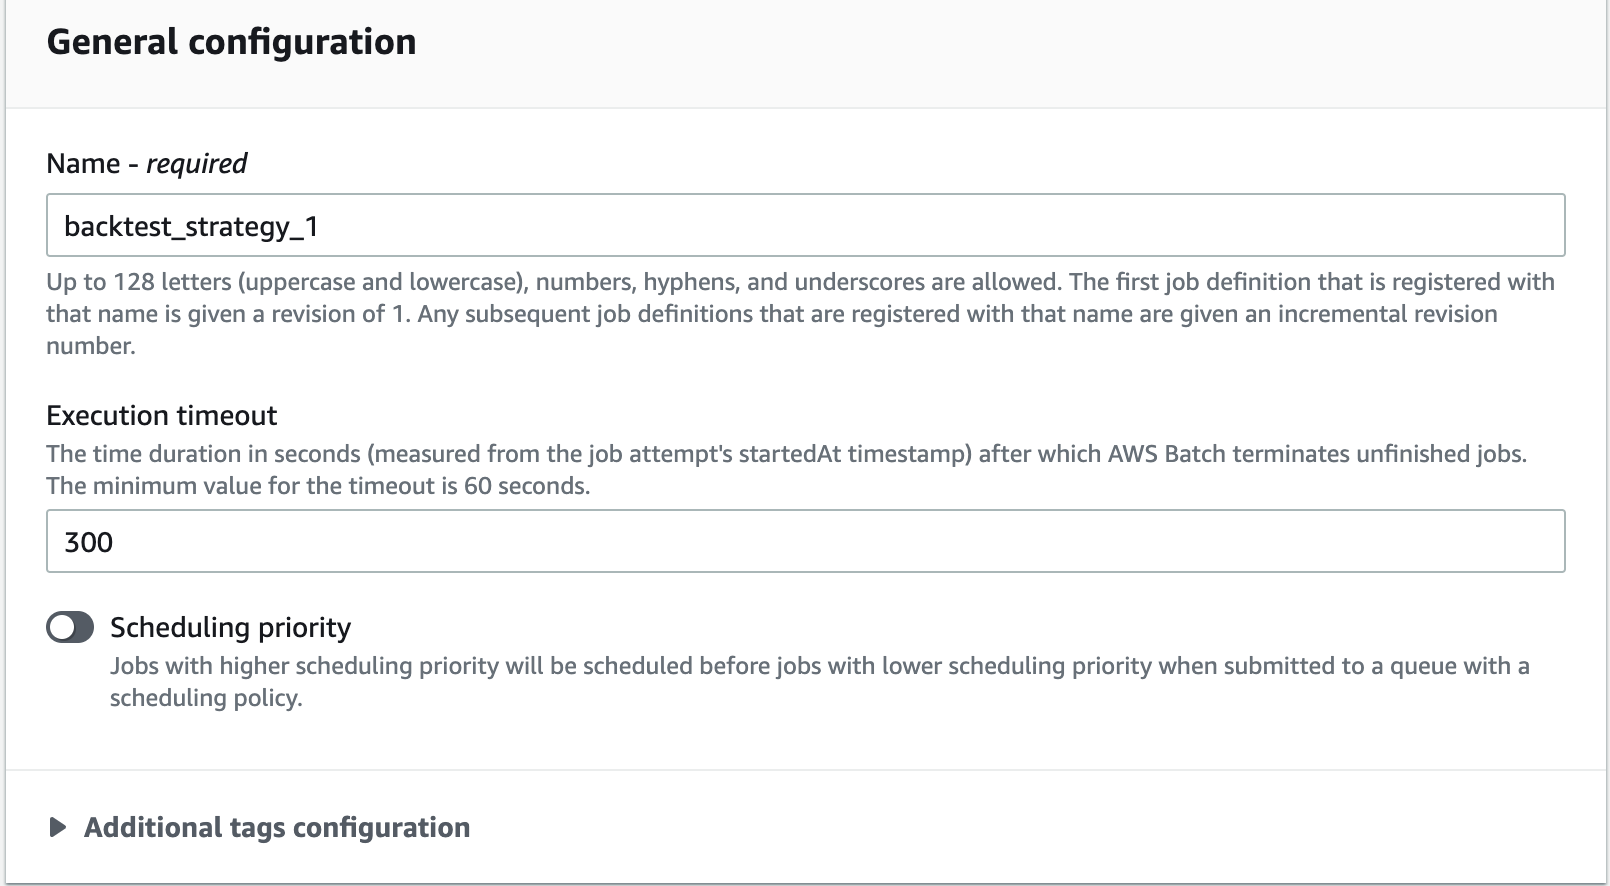 General configuration
Name - required
backtest_strategy_1
Up to 128 letters (uppercase and lowercase), numbers, hyphens, and underscores are allowed. The first job definition that is registered with
that name is given a revision of 1. Any subsequent job definitions that are registered with that name are given an incremental revision
number.
Execution timeout
The time duration in seconds (measured from the job attempt's startedAt timestamp) after which AWS Batch terminates unfinished jobs.
The minimum value for the timeout is 60 seconds.
300
Scheduling priority
Jobs with higher scheduling priority will be scheduled before jobs with lower scheduling priority when submitted to a queue with a
scheduling policy.
Additional tags configuration